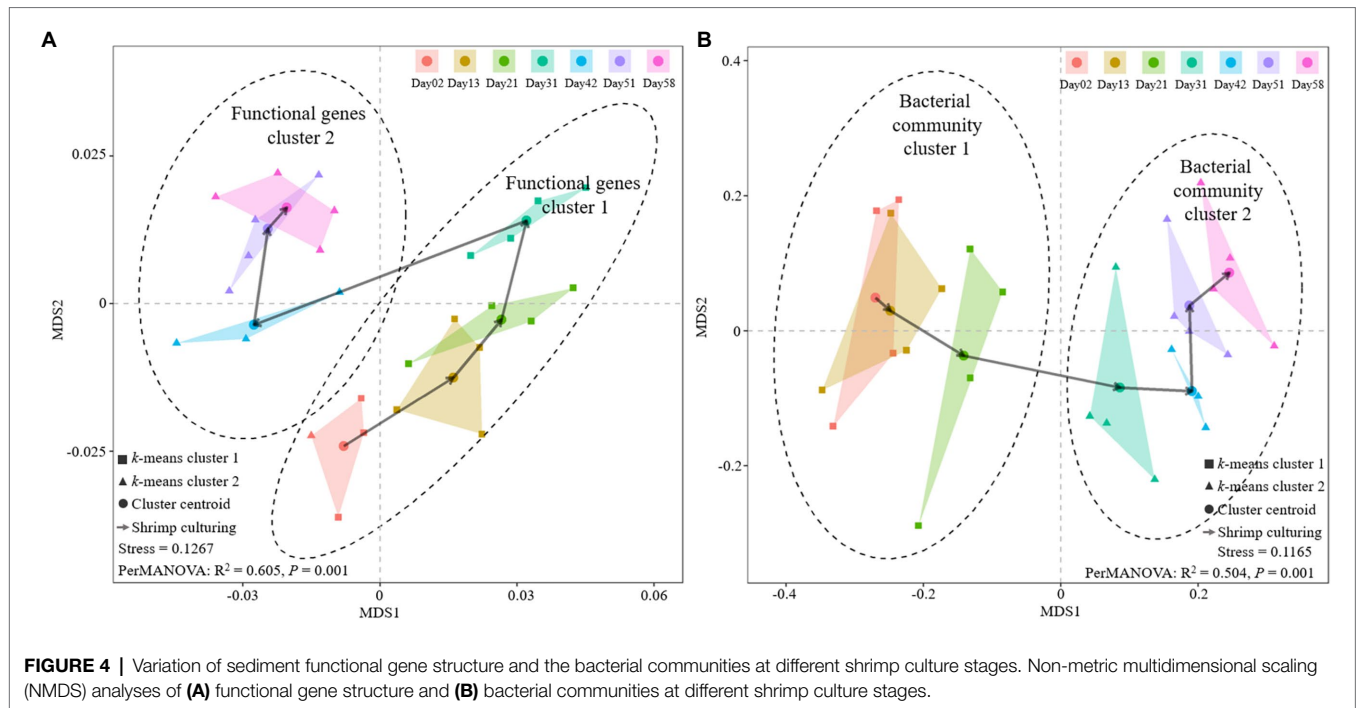 A
Day02 Day13 Day21 Day31 Day42 Day51 Day58
Functional genes
cluster 2
Functional genes
cluster 1
0.025
0.000
-0.025
MDS2
k-means cluster 1
k-means cluster 2
Cluster centroid
Shrimp culturing
Stress = 0.1267
PerMANOVA: R² = 0.605, P = 0.001
-0.03 0.00 0.03 0.06
MDS1
B
Day02 Day13 Day21 Day31 Day42 Day51 Day58
Bacterial
community
cluster 1
Bacterial
community
cluster 2
0.4
0.2
0
-0.2
MDS2
k-means cluster 1
k-means cluster 2
Cluster centroid
Shrimp culturing
Stress = 0.1165
PerMANOVA: R² = 0.504, P = 0.001
-0.4 -0.2 0 0.2
MDS1
FIGURE 4 | Variation of sediment functional gene structure and the bacterial communities at different shrimp culture stages. Non-metric multidimensional scaling
(NMDS) analyses of (A) functional gene structure and (B) bacterial communities at different shrimp culture stages.